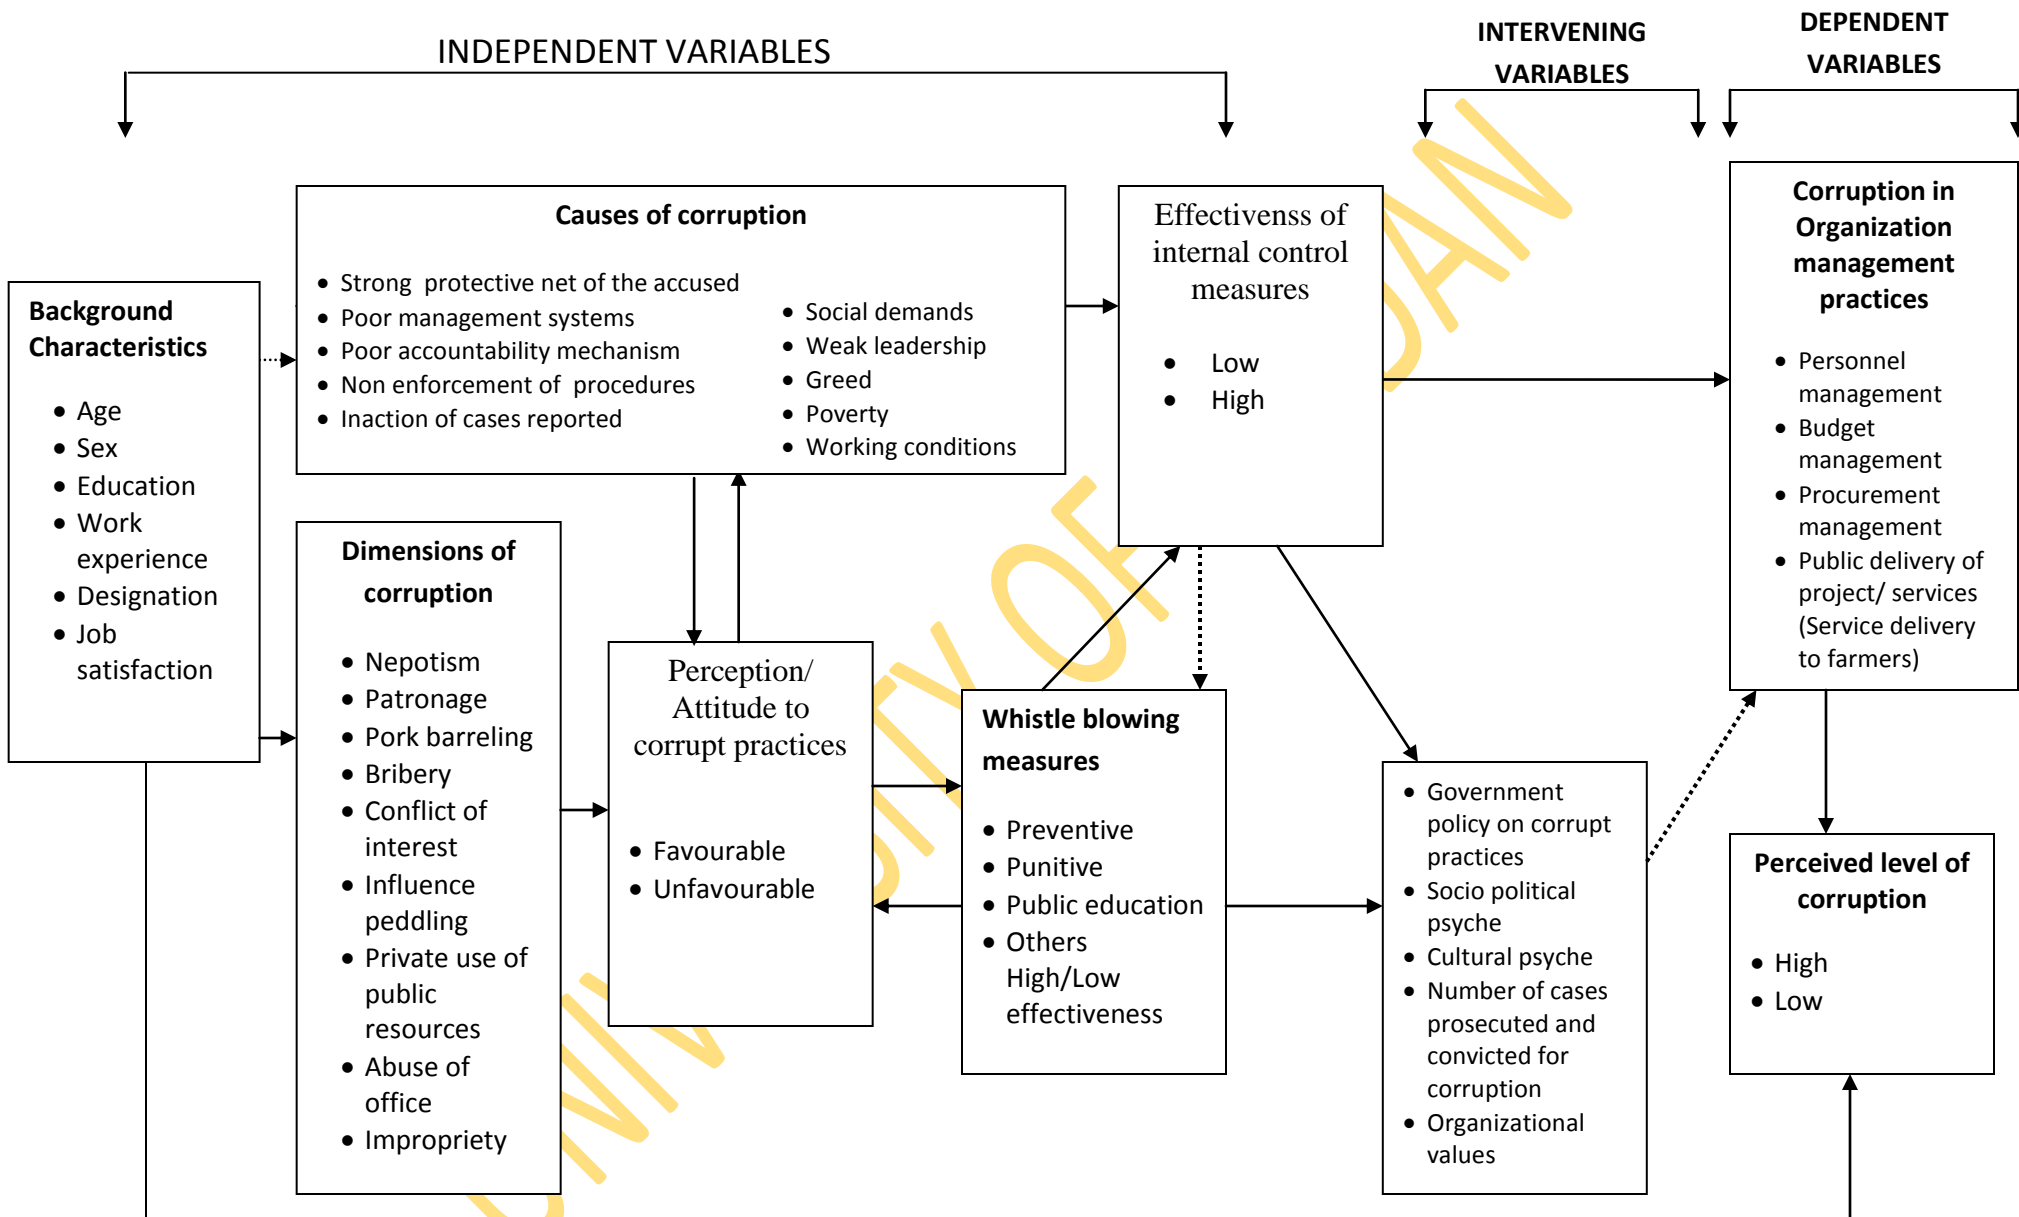 INDEPENDENT VARIABLES
INTERVENING
VARIABLES
DEPENDENT
VARIABLES
Background
Characteristics
• Age
• Sex
• Education
• Work
experience
• Designation
• Job
satisfaction
Causes of corruption
• Strong protective net of the accused
• Poor management systems
• Poor accountability mechanism
• Non enforcement of procedures
• Inaction of cases reported
• Social demands
• Weak leadership
• Greed
• Poverty
• Working conditions
Dimensions of
corruption
• Nepotism
• Patronage
• Pork barreling
• Bribery
• Conflict of
interest
• Influence
peddling
• Private use of
public
resources
• Abuse of
office
• Impropriety
Perception/
Attitude to
corrupt practices
• Favourable
• Unfavourable
Effectivenss of
internal control
measures
• Low
• High
Whistle blowing
measures
• Preventive
• Punitive
• Public education
• Others
High/Low
effectiveness
• Government
policy on corrupt
practices
• Socio political
psyche
• Cultural psyche
• Number of cases
prosecuted and
convicted for
corruption
• Organizational
values
Corruption in
Organization
management
practices
• Personnel
management
• Budget
management
• Procurement
management
• Public delivery of
project/ services
(Service delivery
to farmers)
Perceived level of
corruption
• High
• Low
OF